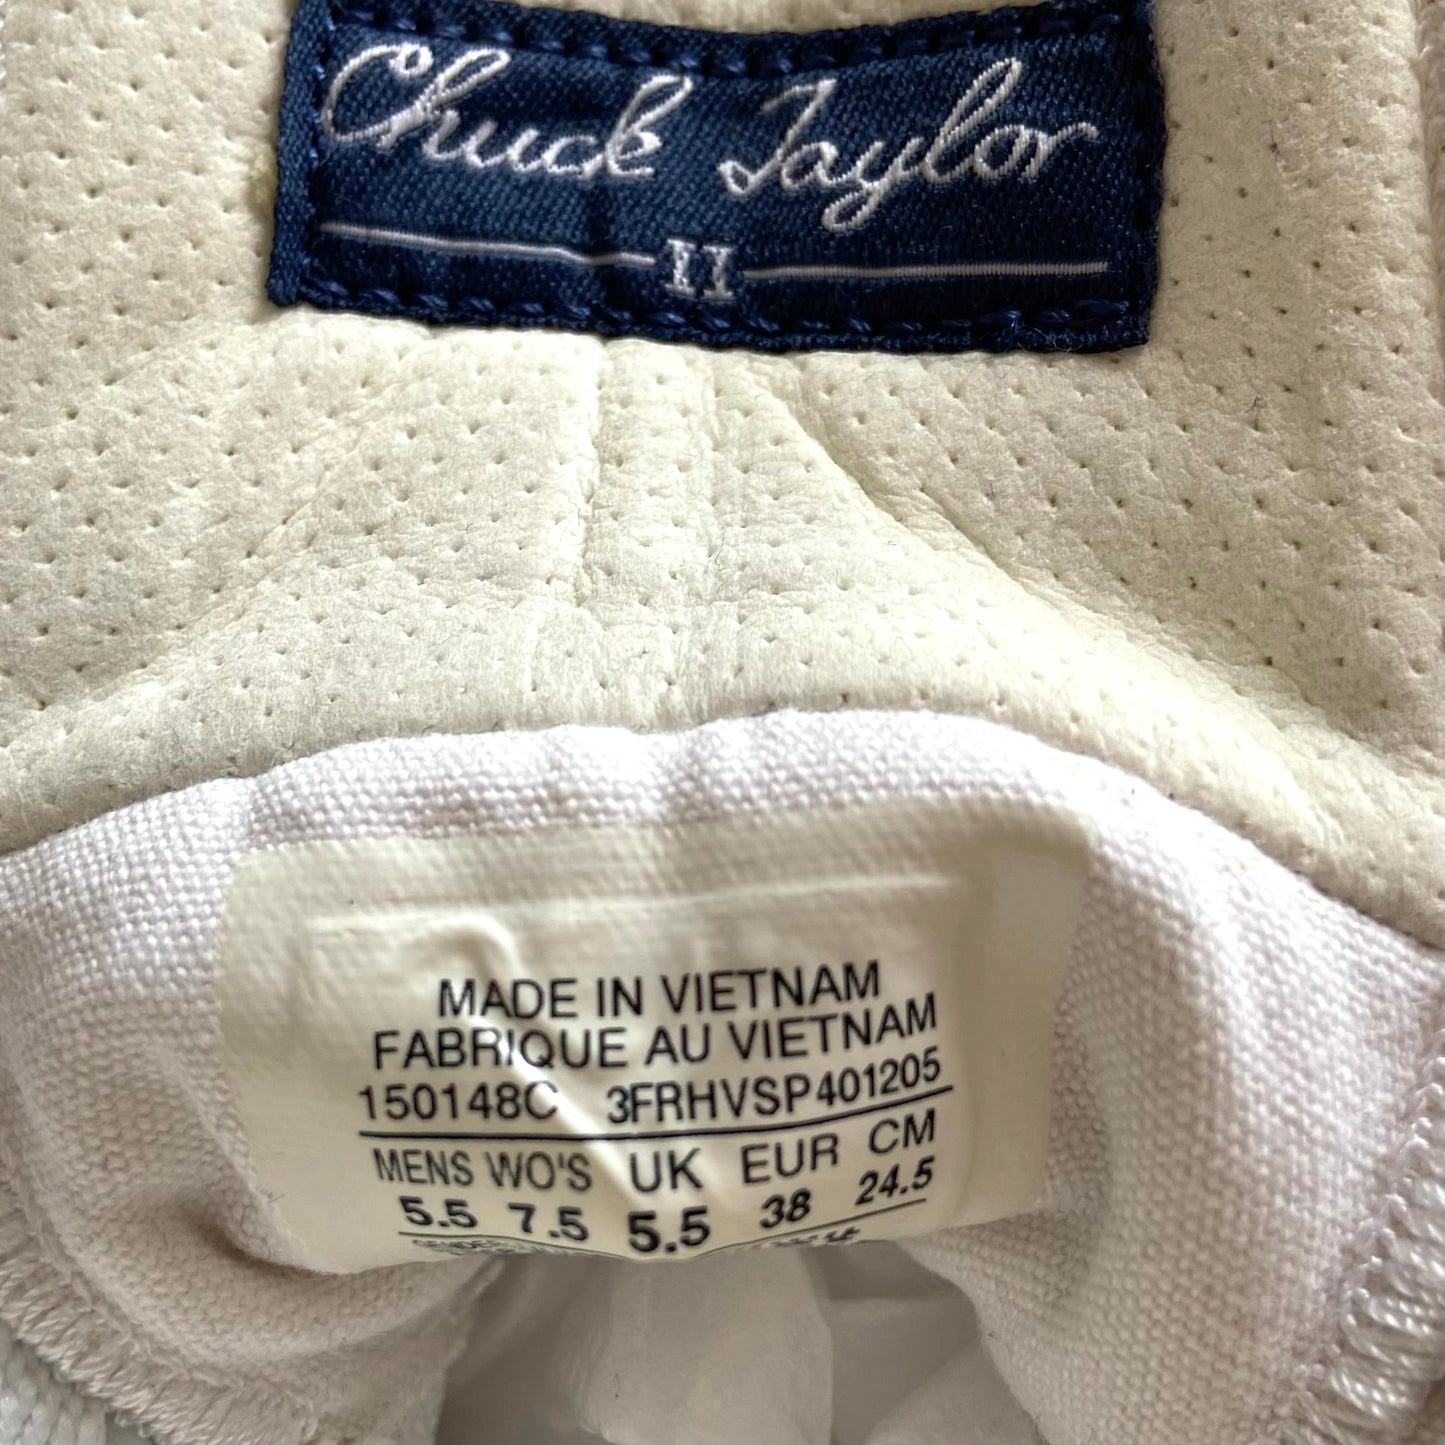 Chuck Taylor
II
MADE IN VIETNAM
FABRIQUE AU VIETNAM
150148C 3FRHVSP401205
MENS WO'S UK EUR CM
5.5 7.5 5.5 38 24.5